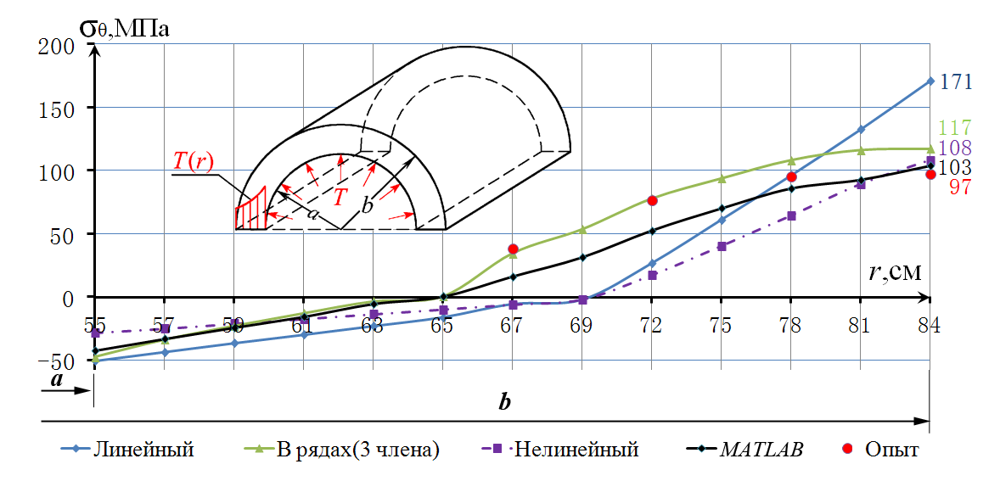 σθ,МПа
200
150
100
50
0
-50
T(r)
T
a
b
171
117
108
103
97
r,см
55 57 59 61 63 65 67 69 72 75 78 81 84
a
b
Линейный В рядах(3 члена) Нелинейный MATLAB Опыт